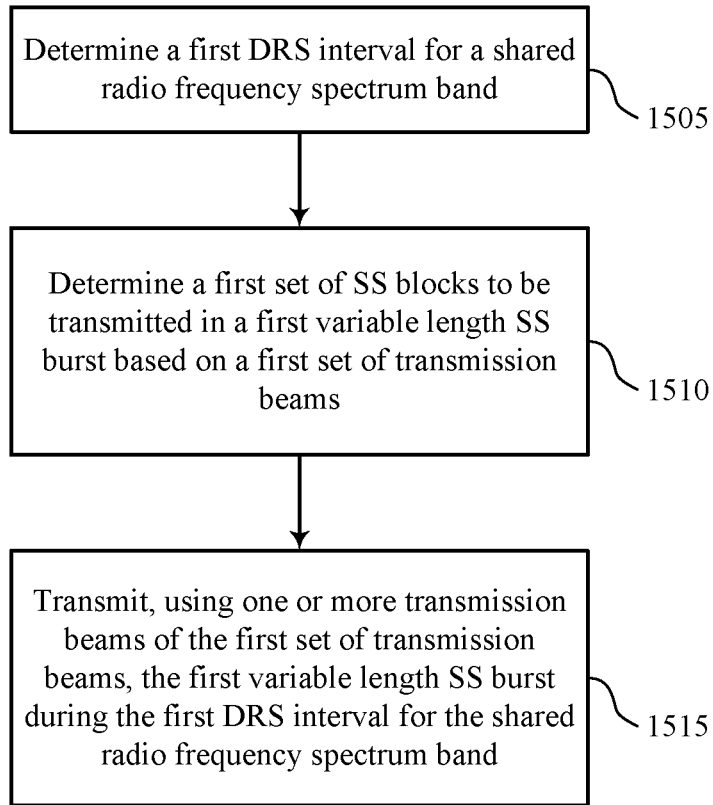 Determine a first DRS interval for a shared
radio frequency spectrum band
1505
Determine a first set of SS blocks to be
transmitted in a first variable length SS
burst based on a first set of transmission
beams
1510
Transmit, using one or more transmission
beams of the first set of transmission
beams, the first variable length SS burst
during the first DRS interval for the shared
radio frequency spectrum band
1515